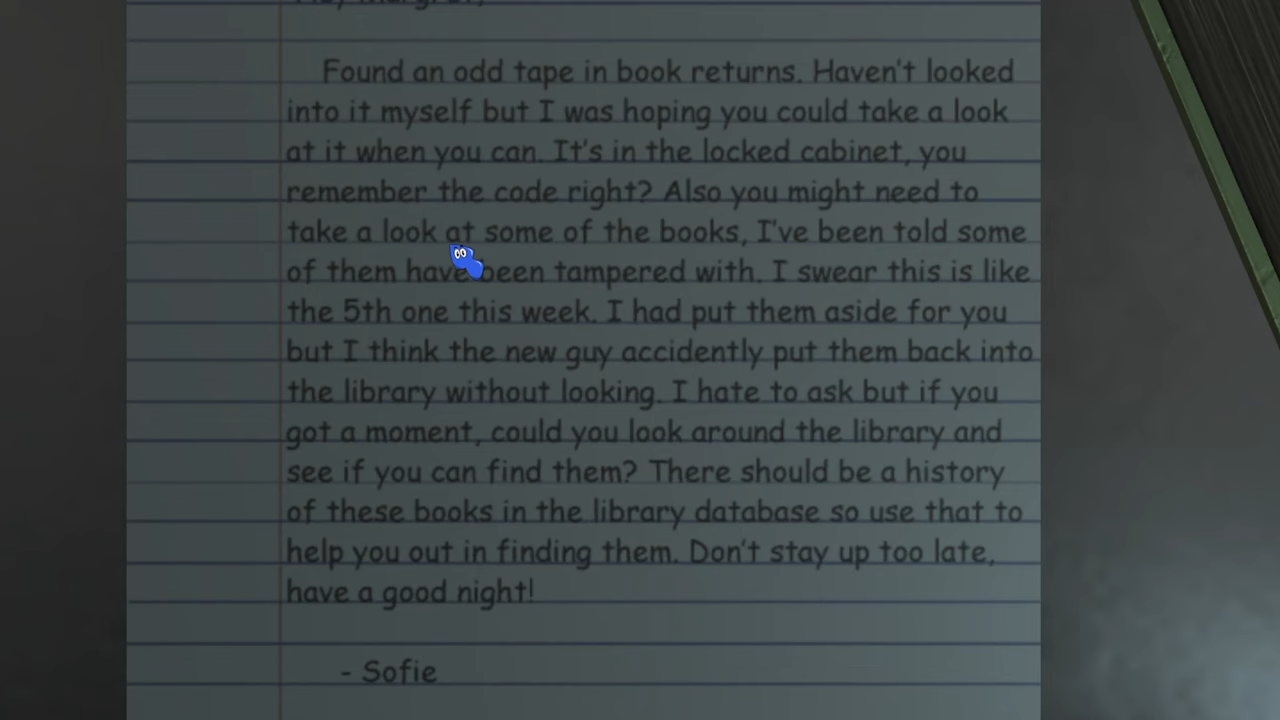 Found an odd tape in book returns. Haven't looked
into it myself but I was hoping you could take a look
at it when you can. It's in the locked cabinet, you
remember the code right? Also you might need to
take a look at some of the books, I've been told some
of them have been tampered with. I swear this is like
the 5th one this week. I had put them aside for you
but I think the new guy accidently put them back into
the library without looking. I hate to ask but if you
got a moment, could you look around the library and
see if you can find them? There should be a history
of these books in the library database so use that to
help you out in finding them. Don't stay up too late,
have a good night!
- Sofie